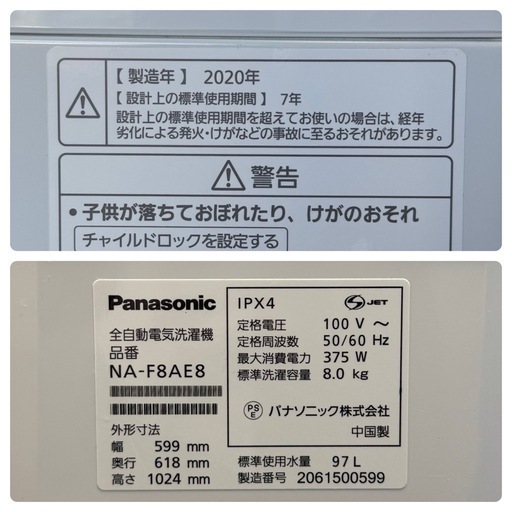 【 製造年 】 2020年
【 設計上の標準使用期間 】 7年
設計上の標準使用期間を超えてお使いの場合は、経年
劣化による発火・けがなどの事故に至るおそれがあります。
警告
・子供が落ちておぼれたり、けがのおそれ
チャイルドロックを設定する
Panasonic
全自動電気洗濯機
品番
NA-F8AE8
外形寸法
幅 599 mm
奥行 618 mm
高さ 1024 mm
IPX4 S JET
定格電圧 100 V ～
定格周波数 50/60 Hz
最大消費電力 375 W
標準洗濯容量 8.0 kg
PS E パナソニック株式会社
中国製
標準使用水量 97 L
製造番号 2061500599